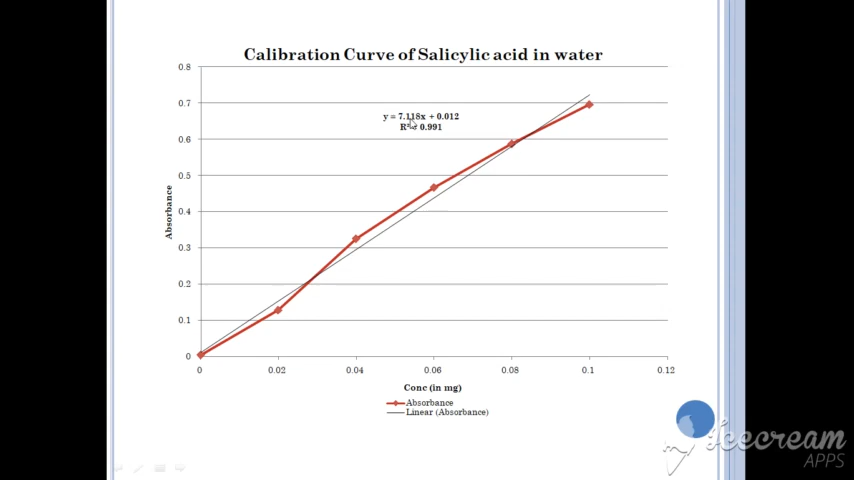 Calibration Curve of Salicylic acid in water
0.8
0.7
y = 7.118x + 0.012
R² = 0.991
0.6
0.5
0.4
0.3
0.2
0.1
0
Absorbance
0 0.02 0.04 0.06 0.08 0.1 0.12
Conc (in mg)
Absorbance
Linear (Absorbance)
Icecream
APPS